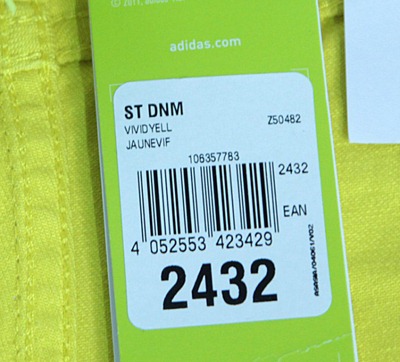 adidas.com
ST DNM
VIVIDYELL
Z50482
JAUNEVIF
106357783
2432
EAN
4 052553 423429
2432